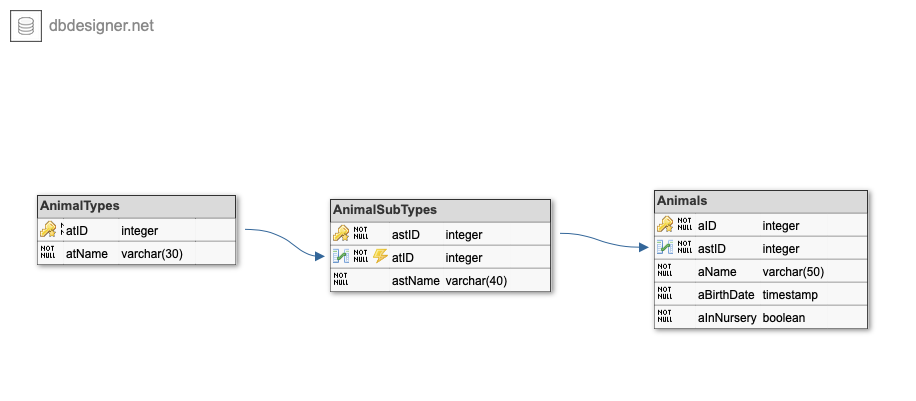 dbdesigner.net
AnimalTypes
atID integer
NOT NULL atName varchar(30)
AnimalSubTypes
NOT NULL astID integer
NOT NULL atID integer
NOT NULL astName varchar(40)
Animals
NOT NULL aID integer
NOT NULL astID integer
NOT NULL aName varchar(50)
NOT NULL aBirthDate timestamp
NOT NULL aInNursery boolean